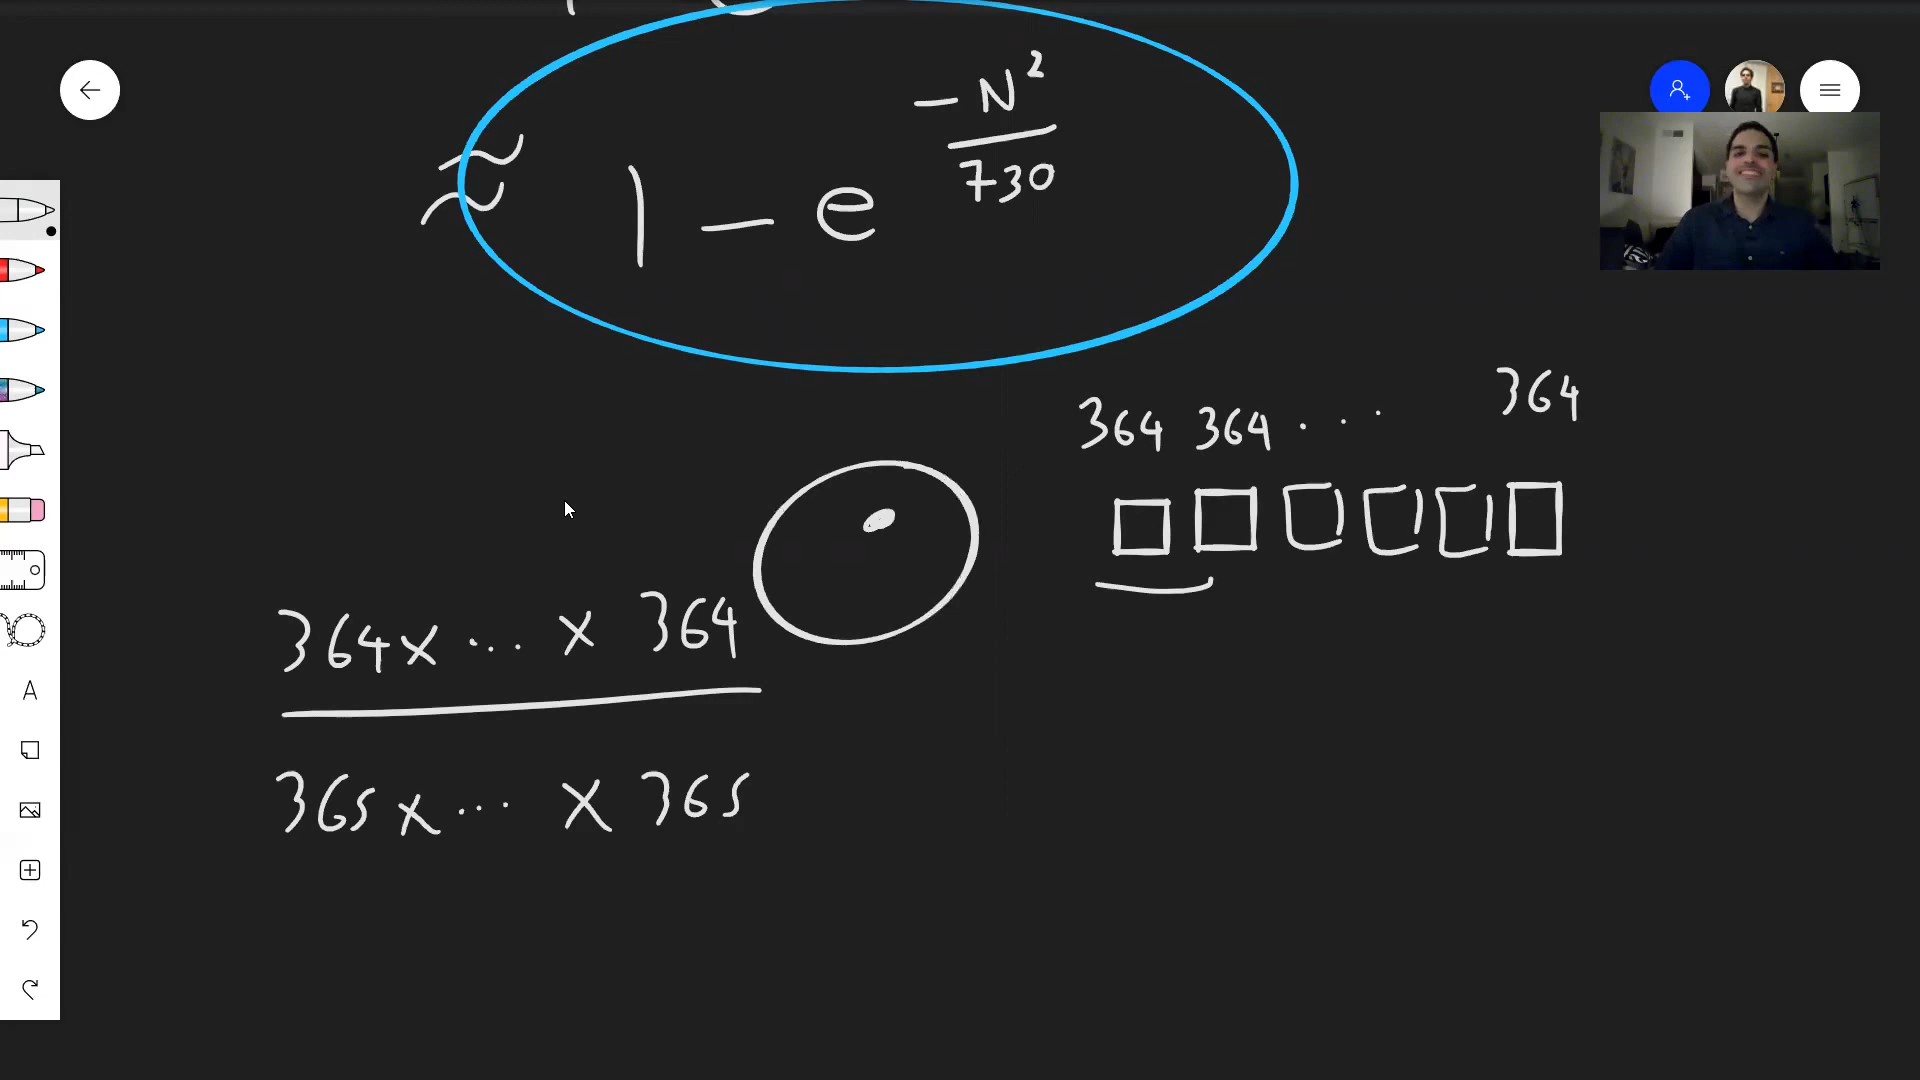 ≈ 1 - e^(-N²/730)
364 364 ... 364
364 x ... x 364
365 x ... x 365
A